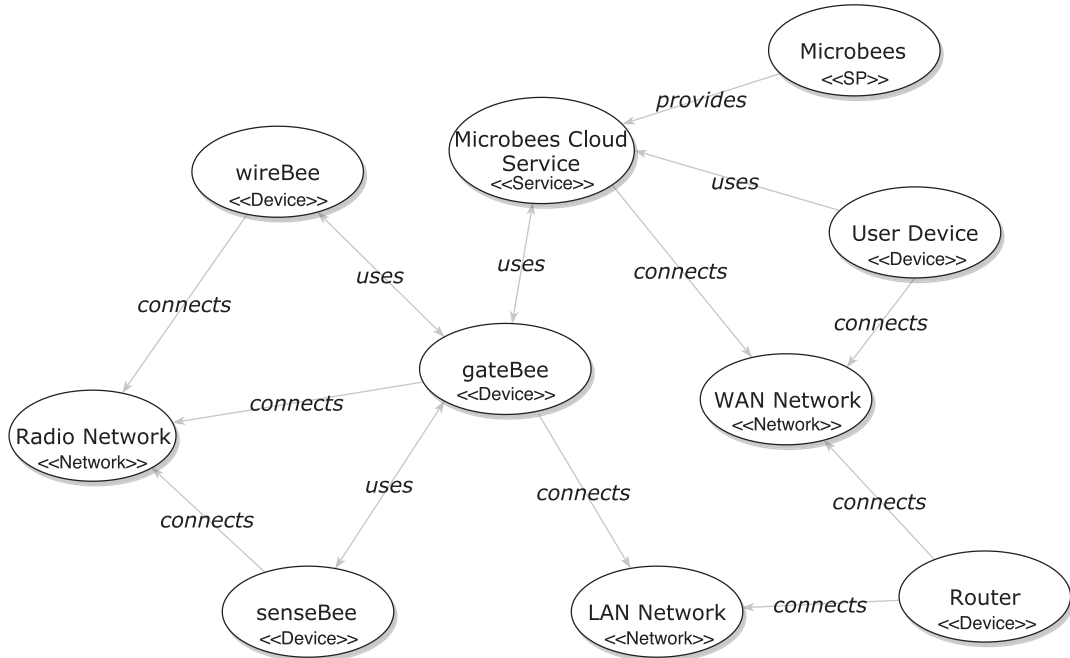 Microbees
<<SP>>
provides
Microbees Cloud
Service
<<Service>>
wireBee
<<Device>>
uses
User Device
<<Device>>
uses
uses
connects
connects
connects
gateBee
<<Device>>
WAN Network
<<Network>>
connects
Radio Network
<<Network>>
uses
connects
connects
connects
senseBee
<<Device>>
LAN Network
<<Network>>
connects
Router
<<Device>>